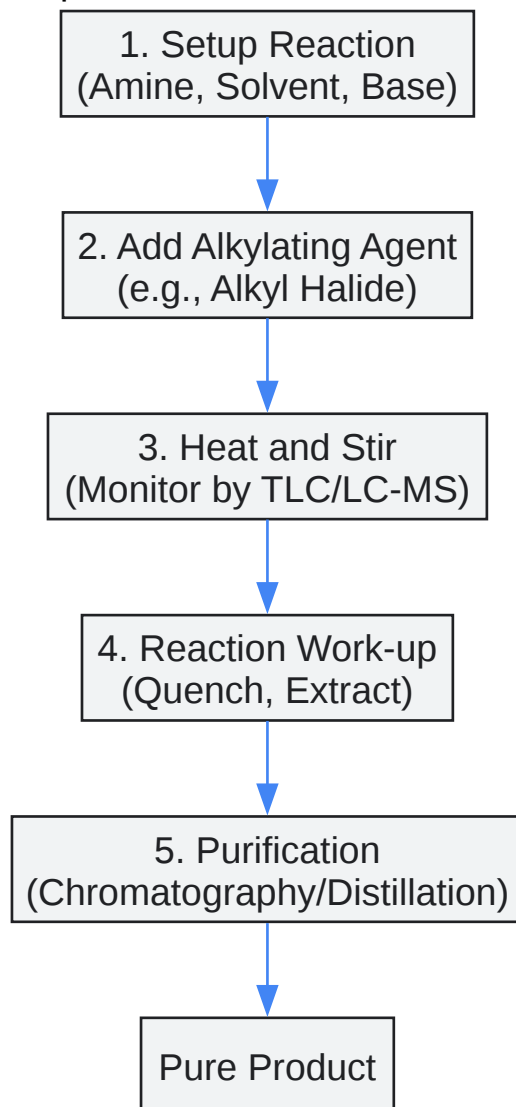 1. Setup Reaction
(Amine, Solvent, Base)
2. Add Alkylating Agent
(e.g., Alkyl Halide)
3. Heat and Stir
(Monitor by TLC/LC-MS)
4. Reaction Work-up
(Quench, Extract)
5. Purification
(Chromatography/Distillation)
Pure Product